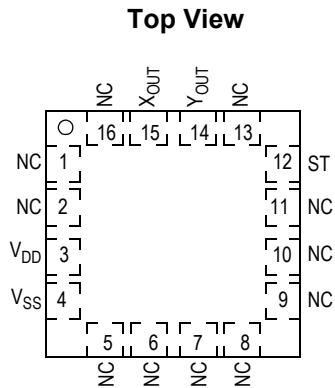 Top View
NC
X_OUT
Y_OUT
NC
16
15
14
13
NC 1
12 ST
NC 2
11 NC
V_DD 3
10 NC
V_SS 4
9 NC
5
6
7
8
NC
NC
NC
NC